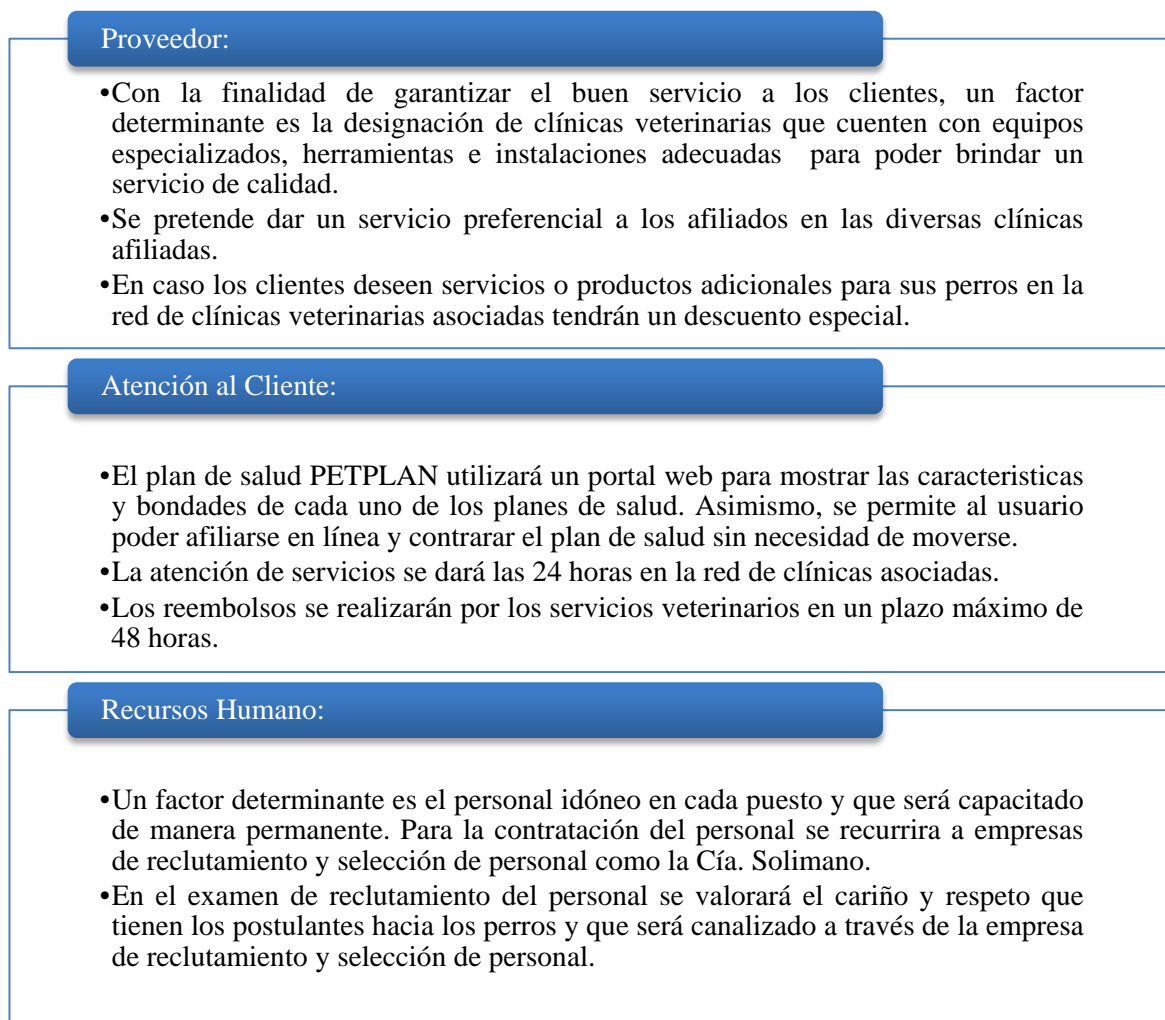 Proveedor:
•Con la finalidad de garantizar el buen servicio a los clientes, un factor
determinante es la designación de clínicas veterinarias que cuenten con equipos
especializados, herramientas e instalaciones adecuadas para poder brindar un
servicio de calidad.
•Se pretende dar un servicio preferencial a los afiliados en las diversas clínicas
afiliadas.
•En caso los clientes deseen servicios o productos adicionales para sus perros en la
red de clínicas veterinarias asociadas tendrán un descuento especial.
Atención al Cliente:
•El plan de salud PETPLAN utilizará un portal web para mostrar las caracteristicas
y bondades de cada uno de los planes de salud. Asimismo, se permite al usuario
poder afiliarse en línea y contrarar el plan de salud sin necesidad de moverse.
•La atención de servicios se dará las 24 horas en la red de clínicas asociadas.
•Los reembolsos se realizarán por los servicios veterinarios en un plazo máximo de
48 horas.
Recursos Humano:
•Un factor determinante es el personal idóneo en cada puesto y que será capacitado
de manera permanente. Para la contratación del personal se recurrira a empresas
de reclutamiento y selección de personal como la Cía. Solimano.
•En el examen de reclutamiento del personal se valorará el cariño y respeto que
tienen los postulantes hacia los perros y que será canalizado a través de la empresa
de reclutamiento y selección de personal.